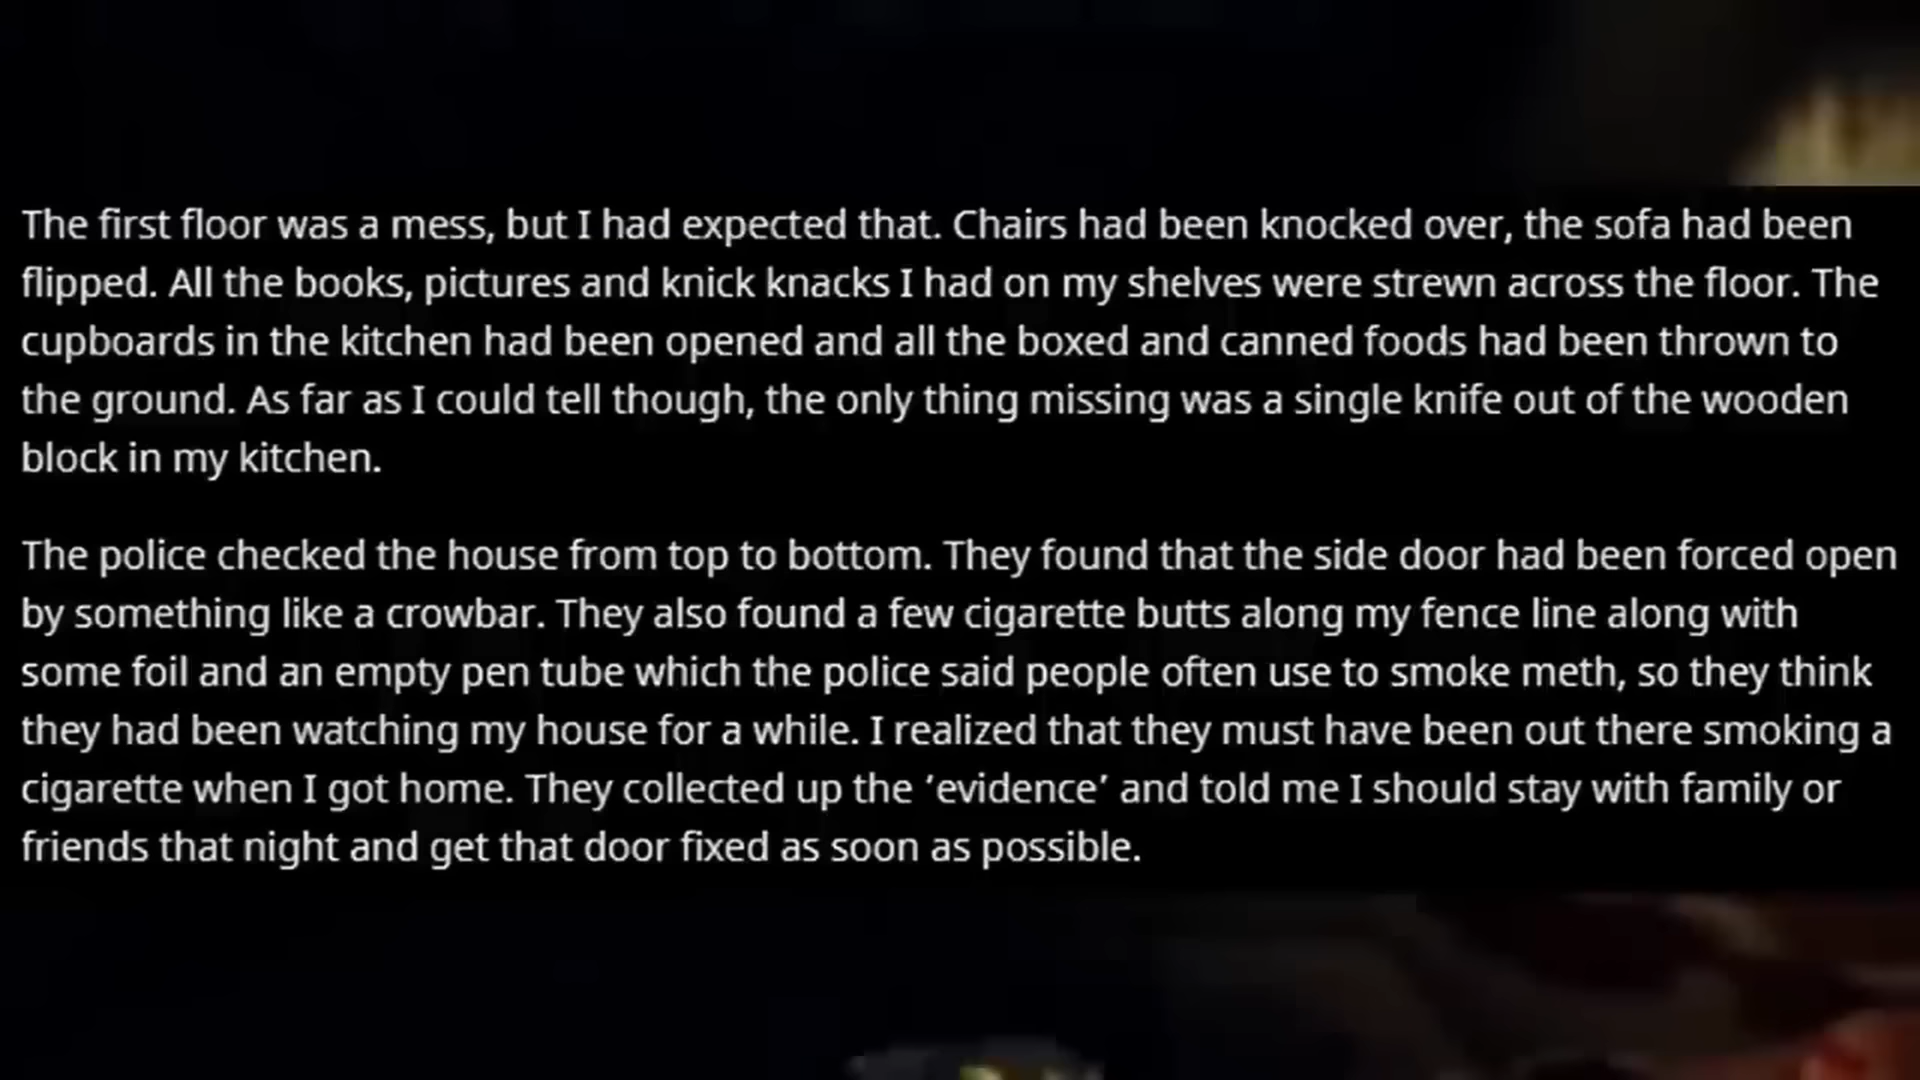 The first floor was a mess, but I had expected that. Chairs had been knocked over, the sofa had been
flipped. All the books, pictures and knick knacks I had on my shelves were strewn across the floor. The
cupboards in the kitchen had been opened and all the boxed and canned foods had been thrown to
the ground. As far as I could tell though, the only thing missing was a single knife out of the wooden
block in my kitchen.
The police checked the house from top to bottom. They found that the side door had been forced open
by something like a crowbar. They also found a few cigarette butts along my fence line along with
some foil and an empty pen tube which the police said people often use to smoke meth, so they think
they had been watching my house for a while. I realized that they must have been out there smoking a
cigarette when I got home. They collected up the ‘evidence’ and told me I should stay with family or
friends that night and get that door fixed as soon as possible.